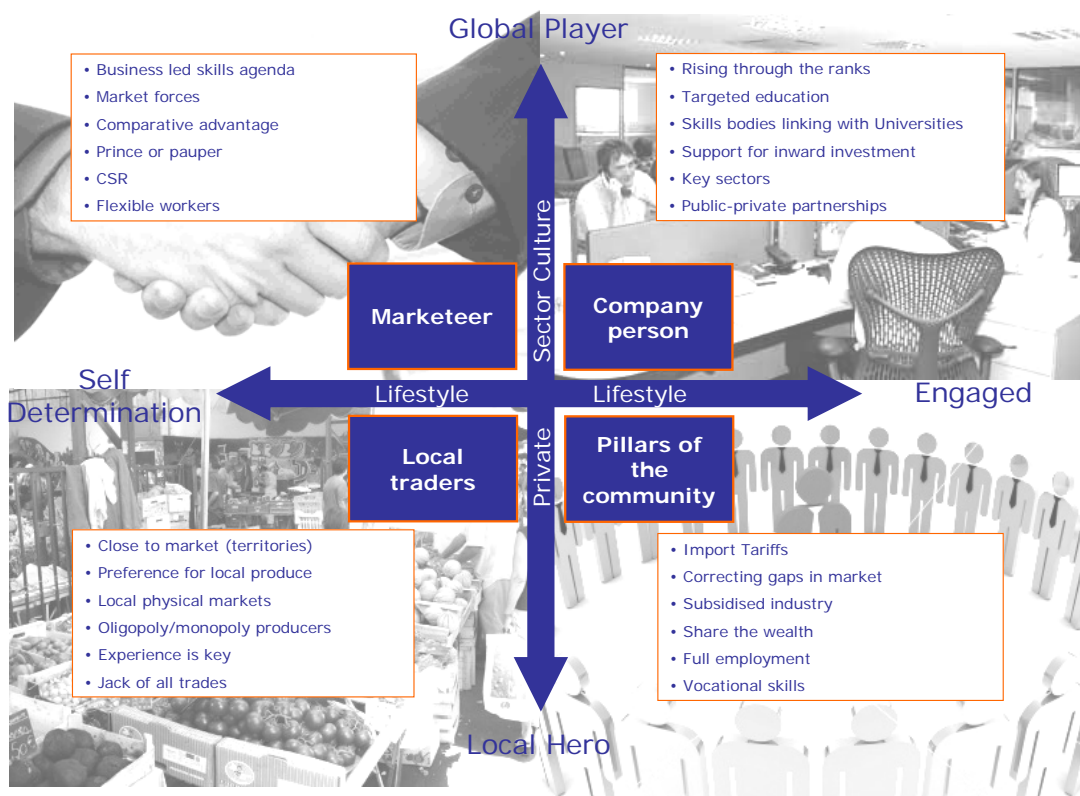 Global Player
• Business led skills agenda
• Market forces
• Comparative advantage
• Prince or pauper
• CSR
• Flexible workers
• Rising through the ranks
• Targeted education
• Skills bodies linking with Universities
• Support for inward investment
• Key sectors
• Public-private partnerships
Marketeer
Company
person
Sector Culture
Self
Determination
Lifestyle
Lifestyle
Engaged
Local
traders
Private
Pillars of
the
community
• Close to market (territories)
• Preference for local produce
• Local physical markets
• Oligopoly/monopoly producers
• Experience is key
• Jack of all trades
• Import Tariffs
• Correcting gaps in market
• Subsidised industry
• Share the wealth
• Full employment
• Vocational skills
Local Hero